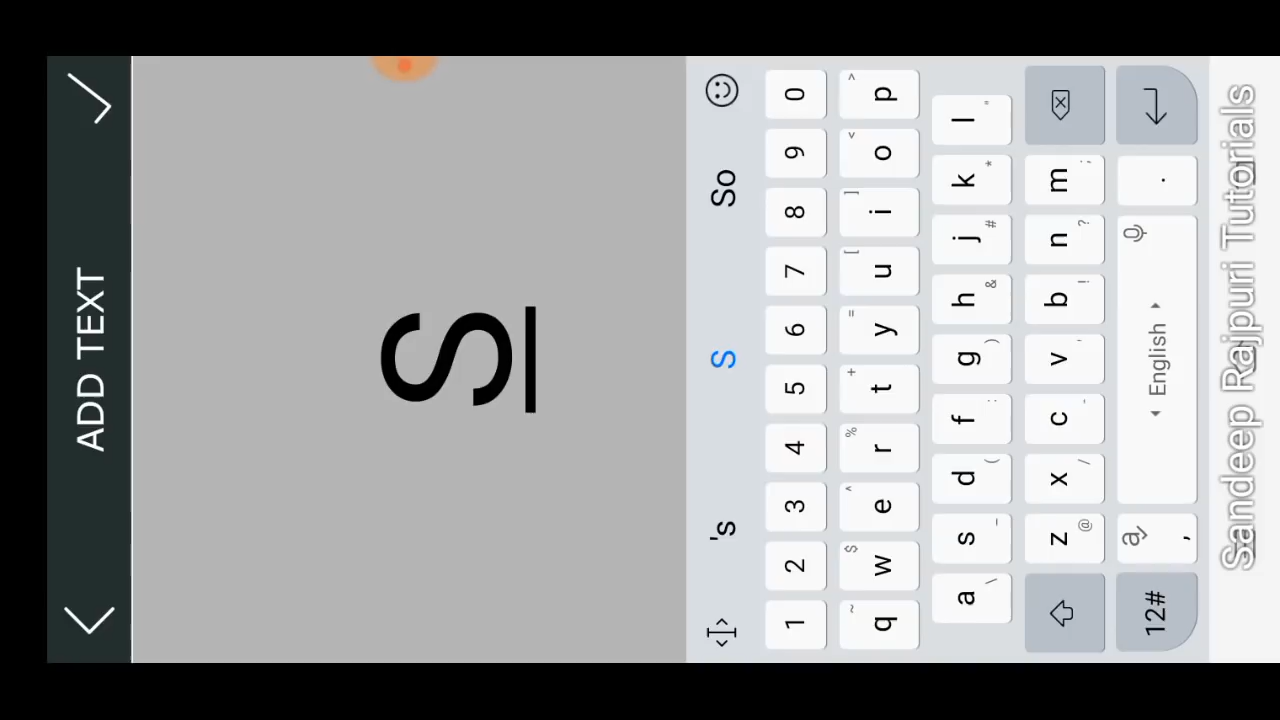 ADD TEXT
S
's S So
1 2 3 4 5 6 7 8 9 0
q w e r t y u i o p
~ $ < % + = [ ] < ^
a s d f g h j k l
\ _ ( : ) & # * "
z x c v b n m
@ / - ' ! ? ;
12# , English .
Sandeep Rajpuri Tutorials